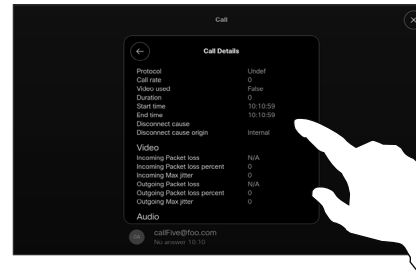 Call
Call Details
Protocol Undef
Call rate 0
Video used False
Duration 0
Start time 10:10:59
End time 10:10:59
Disconnect cause
Disconnect cause origin Internal
Video
Incoming Packet loss N/A
Incoming Packet loss percent 0
Incoming Max jitter 0
Outgoing Packet loss N/A
Outgoing Packet loss percent 0
Outgoing Max jitter 0
Audio
callFive@foo.com
No answer 10:10